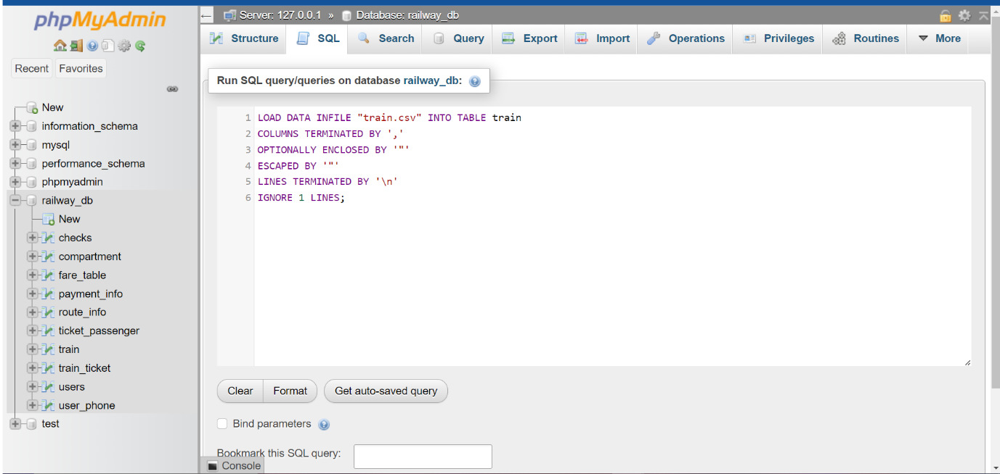 phpMyAdmin
Recent Favorites
New
information_schema
mysql
performance_schema
phpmyadmin
railway_db
New
checks
compartment
fare_table
payment_info
route_info
ticket_passenger
train
train_ticket
users
user_phone
test
Server: 127.0.0.1 » Database: railway_db
Structure SQL Search Query Export Import Operations Privileges Routines More
Run SQL query/queries on database railway_db:
1 LOAD DATA INFILE "train.csv" INTO TABLE train
2 COLUMNS TERMINATED BY ','
3 OPTIONALLY ENCLOSED BY '"'
4 ESCAPED BY '"'
5 LINES TERMINATED BY '\n'
6 IGNORE 1 LINES;
Clear Format Get auto-saved query
Bind parameters
Bookmark this SQL query:
Console